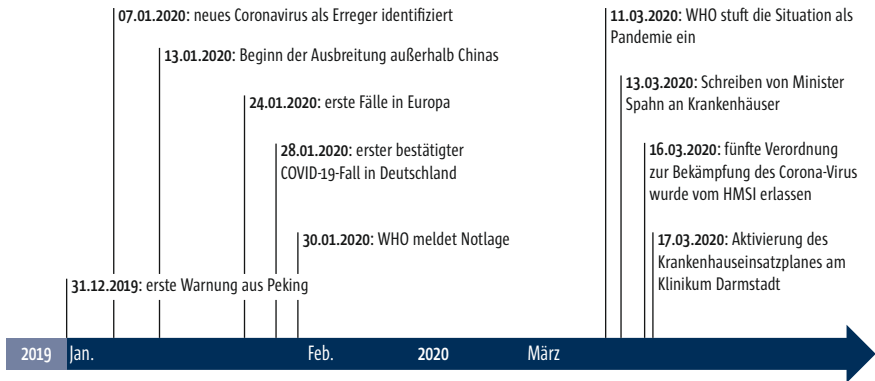 07.01.2020: neues Coronavirus als Erreger identifiziert
13.01.2020: Beginn der Ausbreitung außerhalb Chinas
24.01.2020: erste Fälle in Europa
28.01.2020: erster bestätigter
COVID-19-Fall in Deutschland
30.01.2020: WHO meldet Notlage
31.12.2019: erste Warnung aus Peking
11.03.2020: WHO stuft die Situation als
Pandemie ein
13.03.2020: Schreiben von Minister
Spahn an Krankenhäuser
16.03.2020: fünfte Verordnung
zur Bekämpfung des Corona-Virus
wurde vom HMSI erlassen
17.03.2020: Aktivierung des
Krankenhauseinsatzplanes am
Klinikum Darmstadt
2019 Jan. Feb. 2020 März